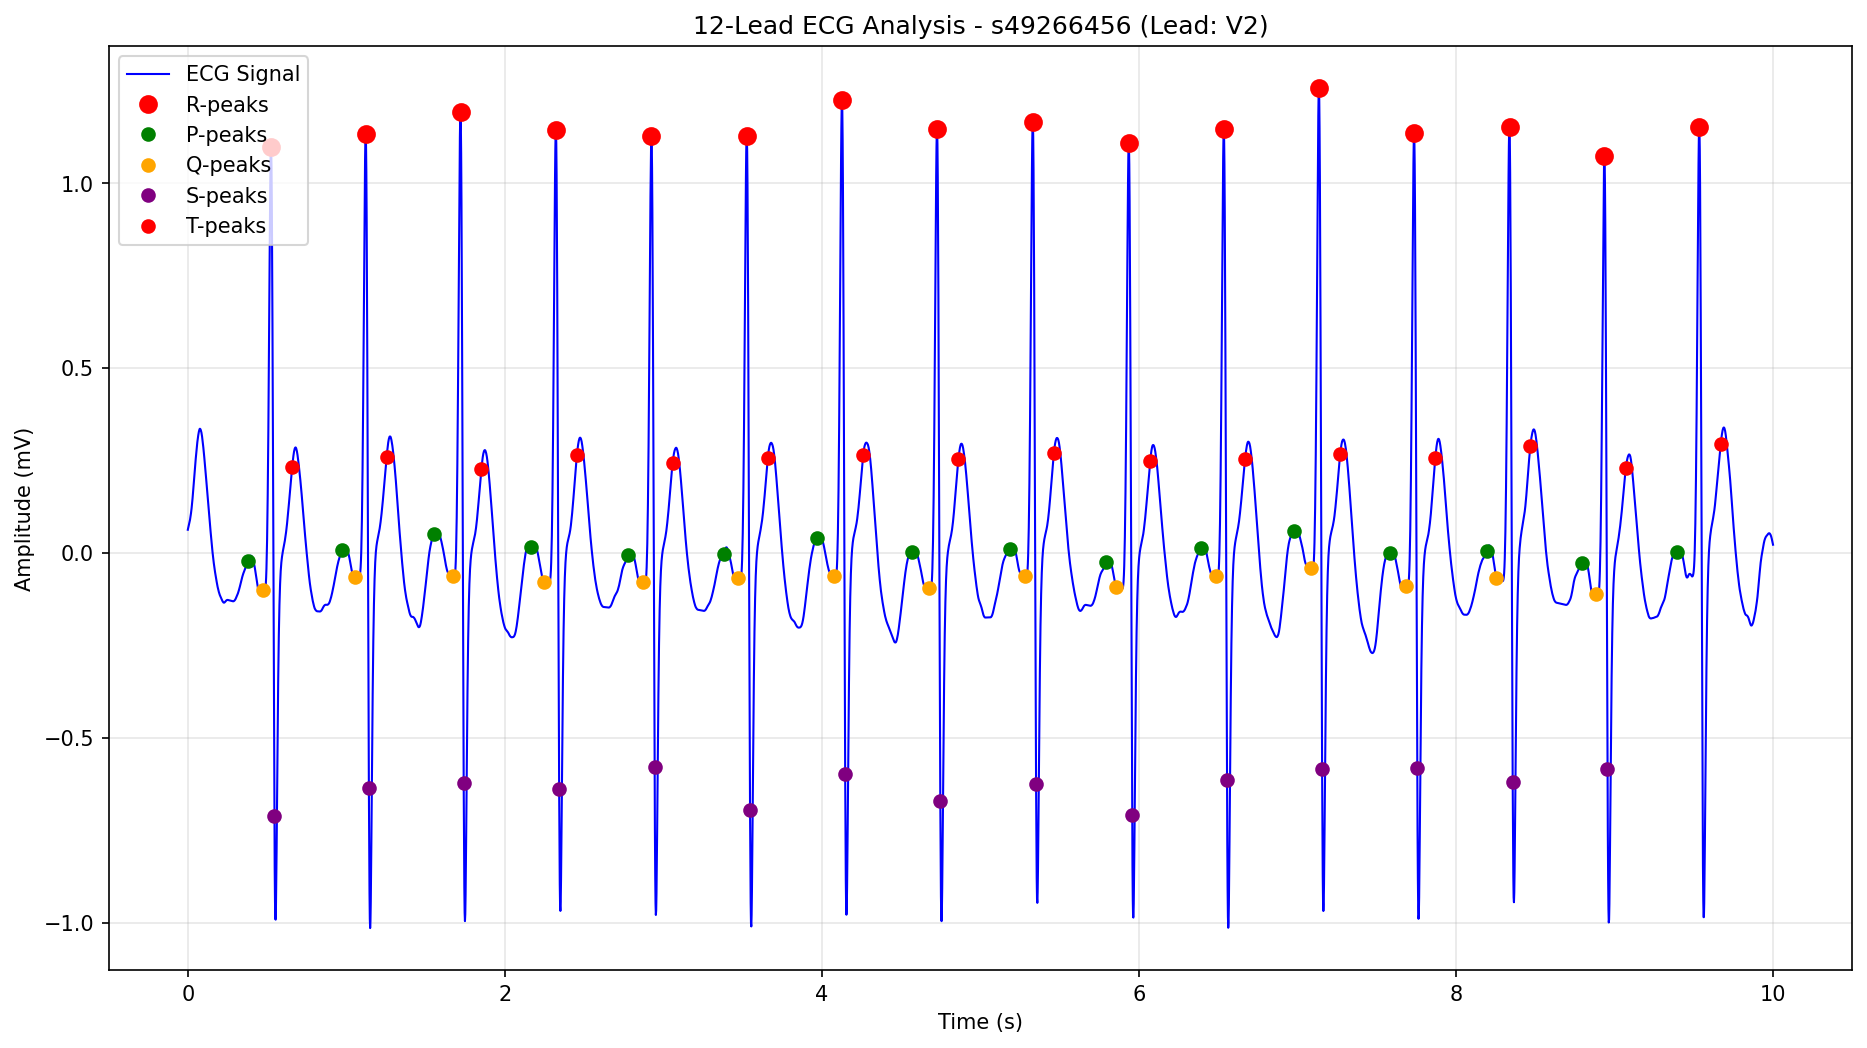 12-Lead ECG Analysis - s49266456 (Lead: V2)
ECG Signal
R-peaks
P-peaks
Q-peaks
S-peaks
T-peaks
Amplitude (mV)
1.0
0.5
0.0
−0.5
−1.0
0 2 4 6 8 10
Time (s)